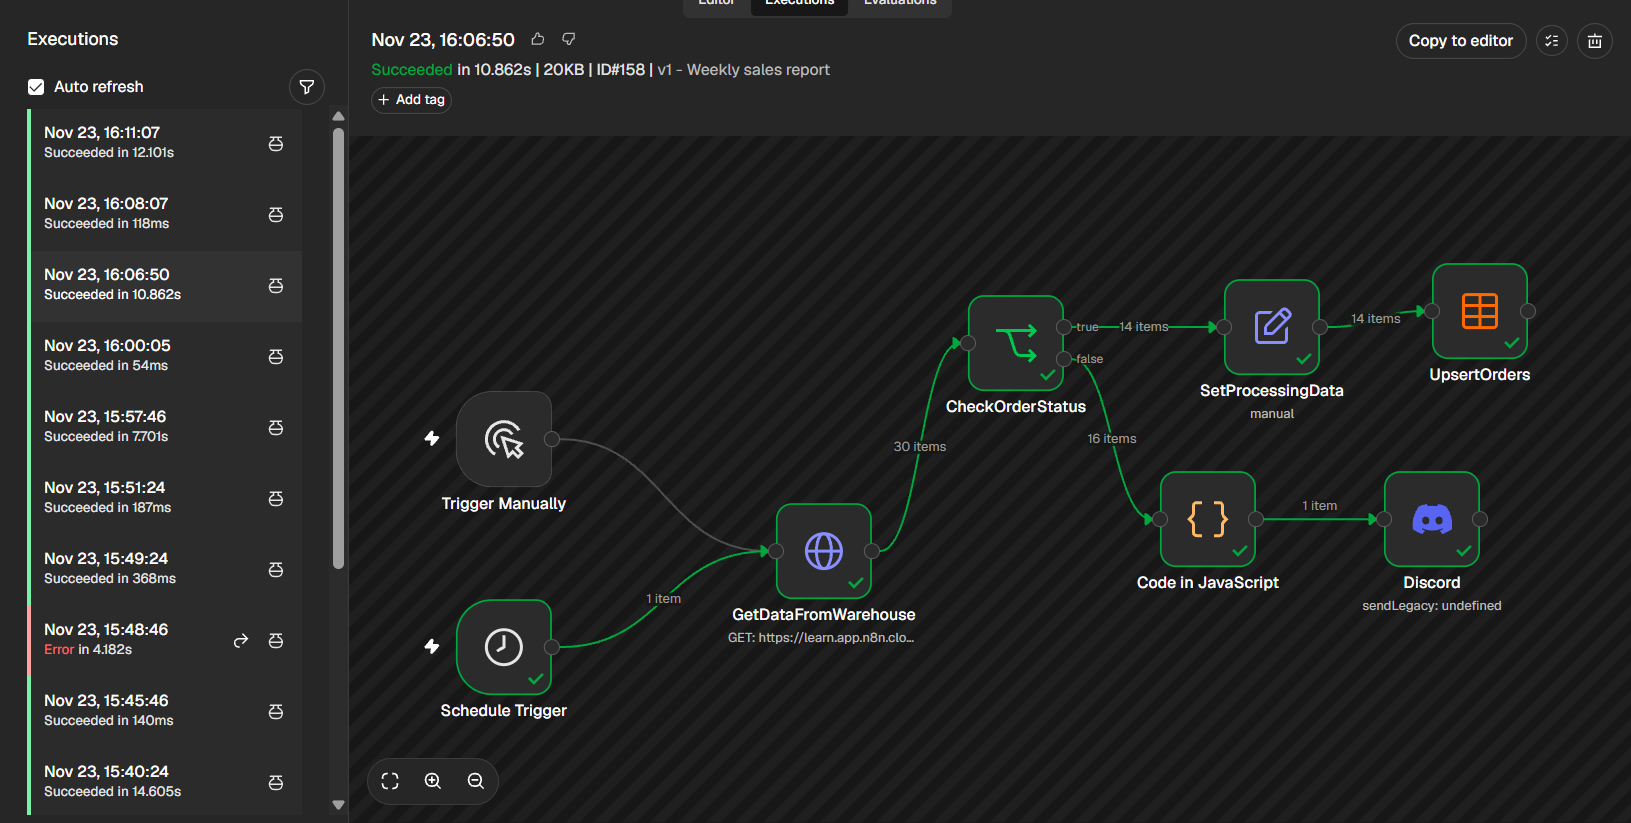 Editor
Executions
Evaluations
Executions
Auto refresh
Nov 23, 16:11:07
Succeeded in 12.101s
Nov 23, 16:08:07
Succeeded in 118ms
Nov 23, 16:06:50
Succeeded in 10.862s
Nov 23, 16:00:05
Succeeded in 54ms
Nov 23, 15:57:46
Succeeded in 7.701s
Nov 23, 15:51:24
Succeeded in 187ms
Nov 23, 15:49:24
Succeeded in 368ms
Nov 23, 15:48:46
Error in 4.182s
Nov 23, 15:45:46
Succeeded in 140ms
Nov 23, 15:40:24
Succeeded in 14.605s
Nov 23, 16:06:50
Succeeded in 10.862s | 20KB | ID#158 | v1 - Weekly sales report
+ Add tag
Copy to editor
Trigger Manually
Schedule Trigger
1 item
GetDataFromWarehouse
GET: https://learn.app.n8n.clo...
30 items
CheckOrderStatus
true
14 items
false
16 items
SetProcessingData
manual
14 items
UpsertOrders
Code in JavaScript
1 item
Discord
sendLegacy: undefined